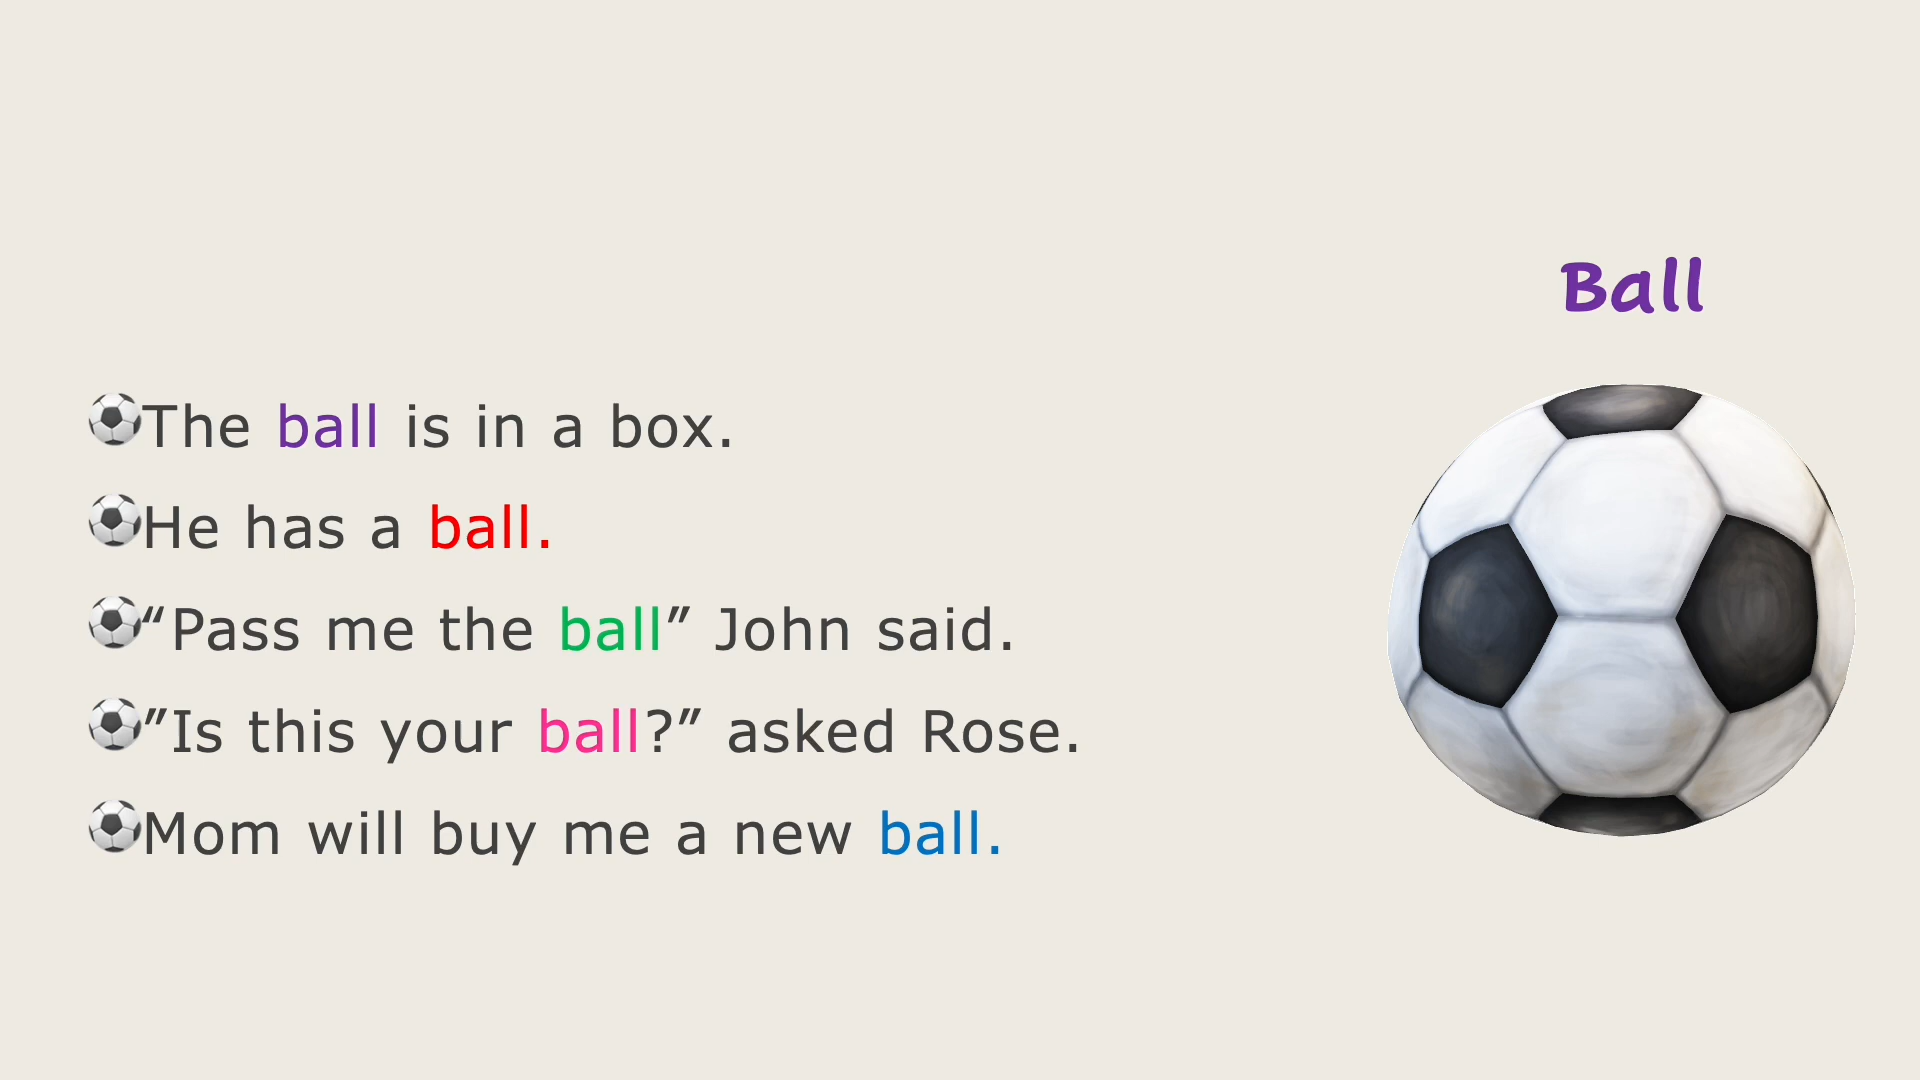 Ball
The ball is in a box.
He has a ball.
“Pass me the ball” John said.
”Is this your ball?” asked Rose.
Mom will buy me a new ball.